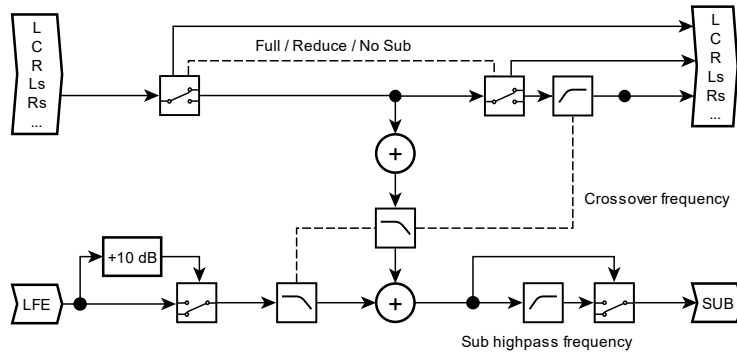 L
C
R
Ls
Rs
...
Full / Reduce / No Sub
L
C
R
Ls
Rs
...
+
Crossover frequency
+10 dB
LFE
+
SUB
Sub highpass frequency